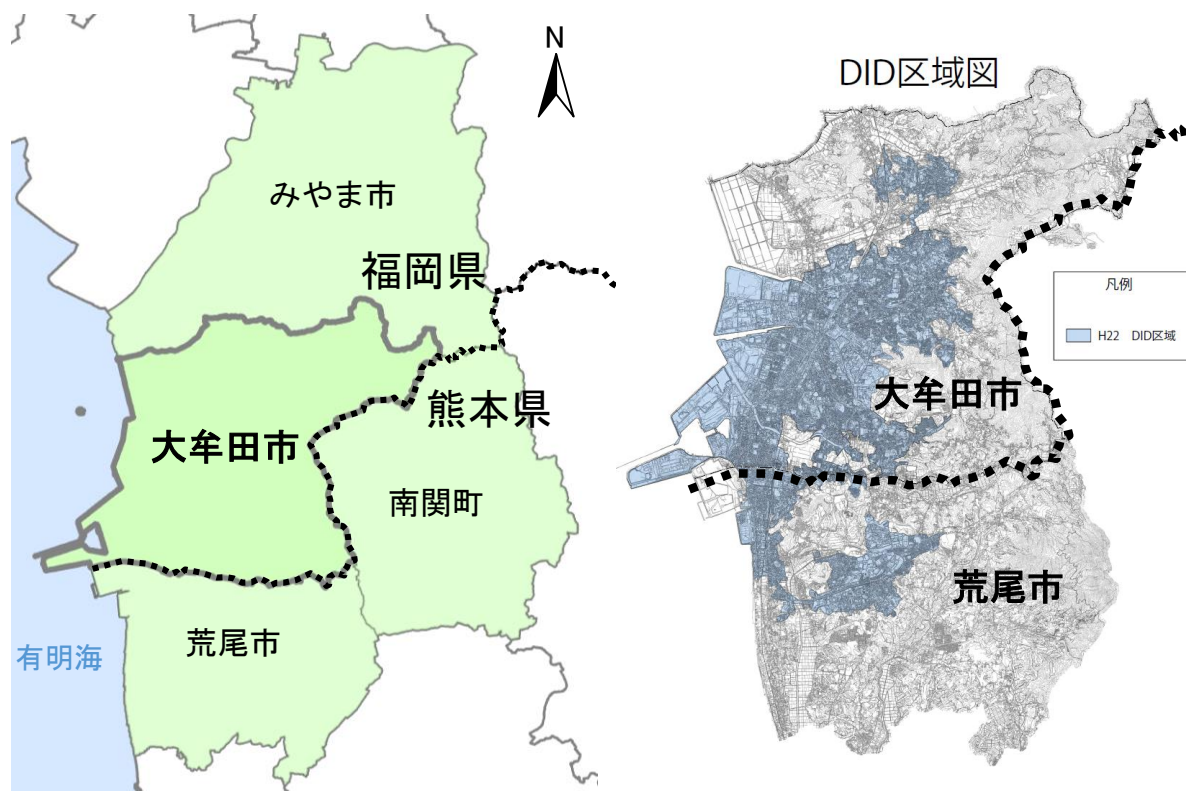 N
みやま市
福岡県
熊本県
大牟田市
南関町
荒尾市
有明海
DID区域図
凡例
H22 DID区域
大牟田市
荒尾市